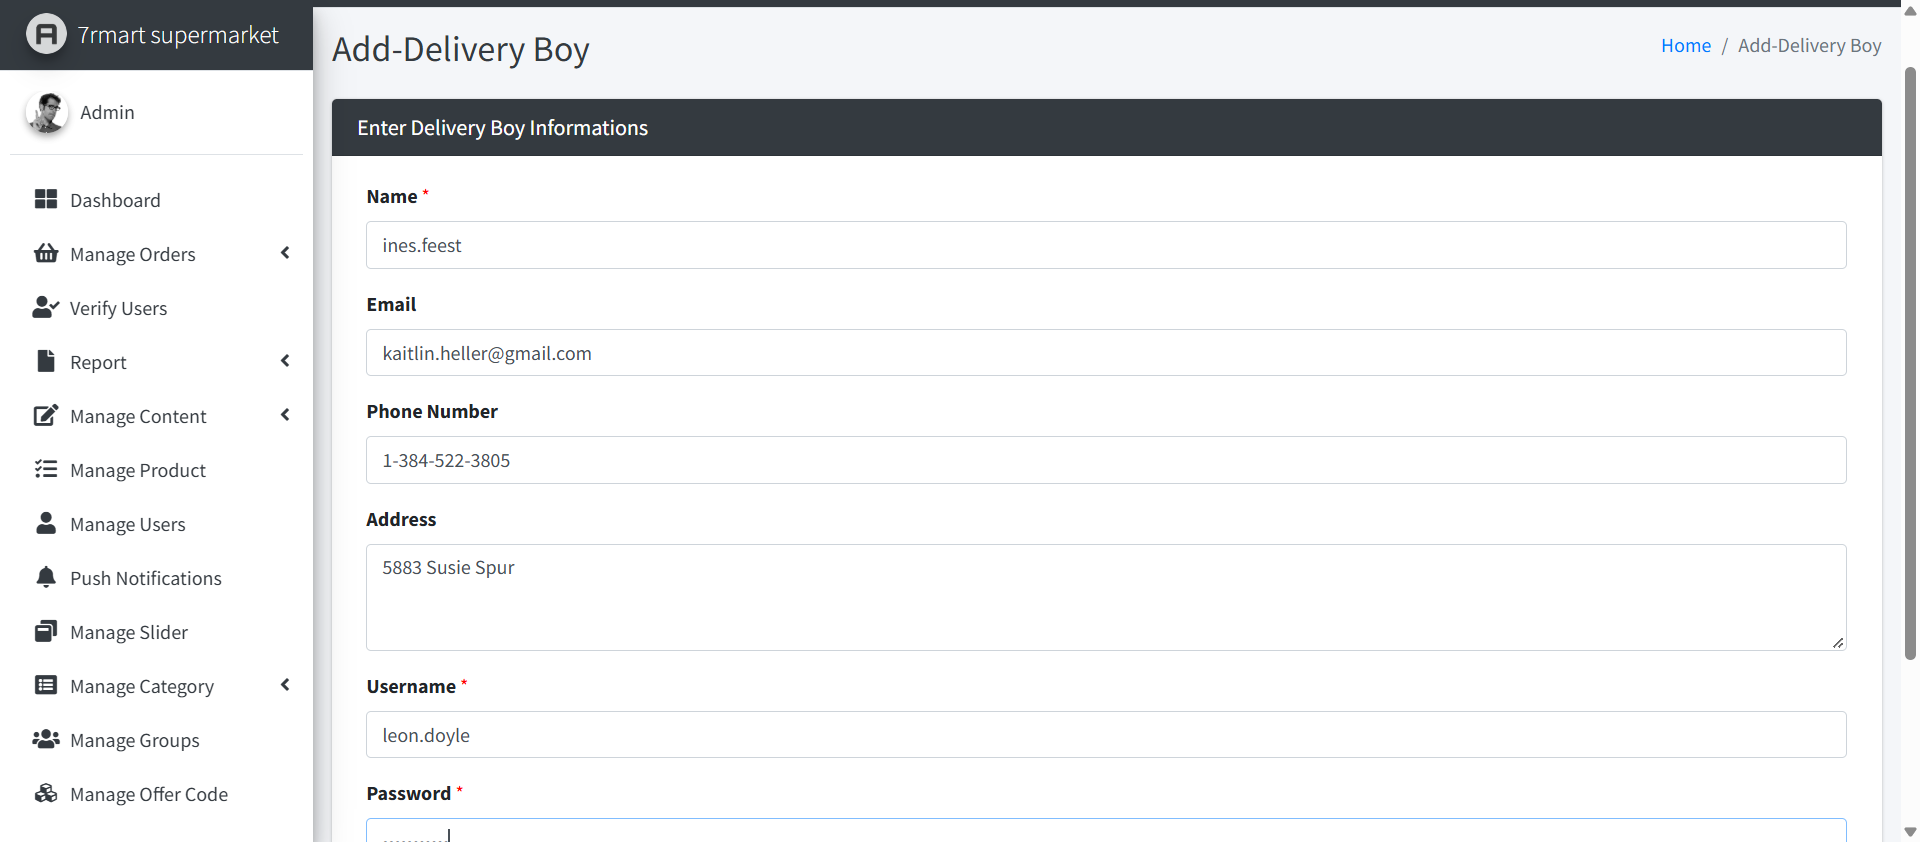 7rmart supermarket
Admin
Dashboard
Manage Orders
Verify Users
Report
Manage Content
Manage Product
Manage Users
Push Notifications
Manage Slider
Manage Category
Manage Groups
Manage Offer Code
Add-Delivery Boy
Home / Add-Delivery Boy
Enter Delivery Boy Informations
Name *
ines.feest
Email
kaitlin.heller@gmail.com
Phone Number
1-384-522-3805
Address
5883 Susie Spur
Username *
leon.doyle
Password *